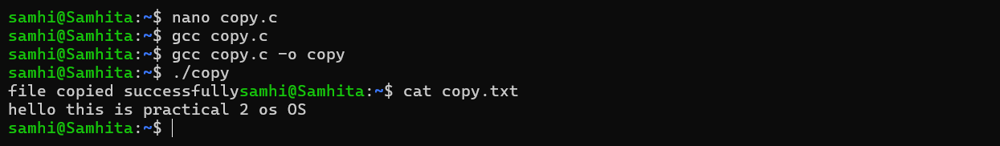 samhi@Samhita:~$ nano copy.c
samhi@Samhita:~$ gcc copy.c
samhi@Samhita:~$ gcc copy.c -o copy
samhi@Samhita:~$ ./copy
file copied successfullysamhi@Samhita:~$ cat copy.txt
hello this is practical 2 os OS
samhi@Samhita:~$